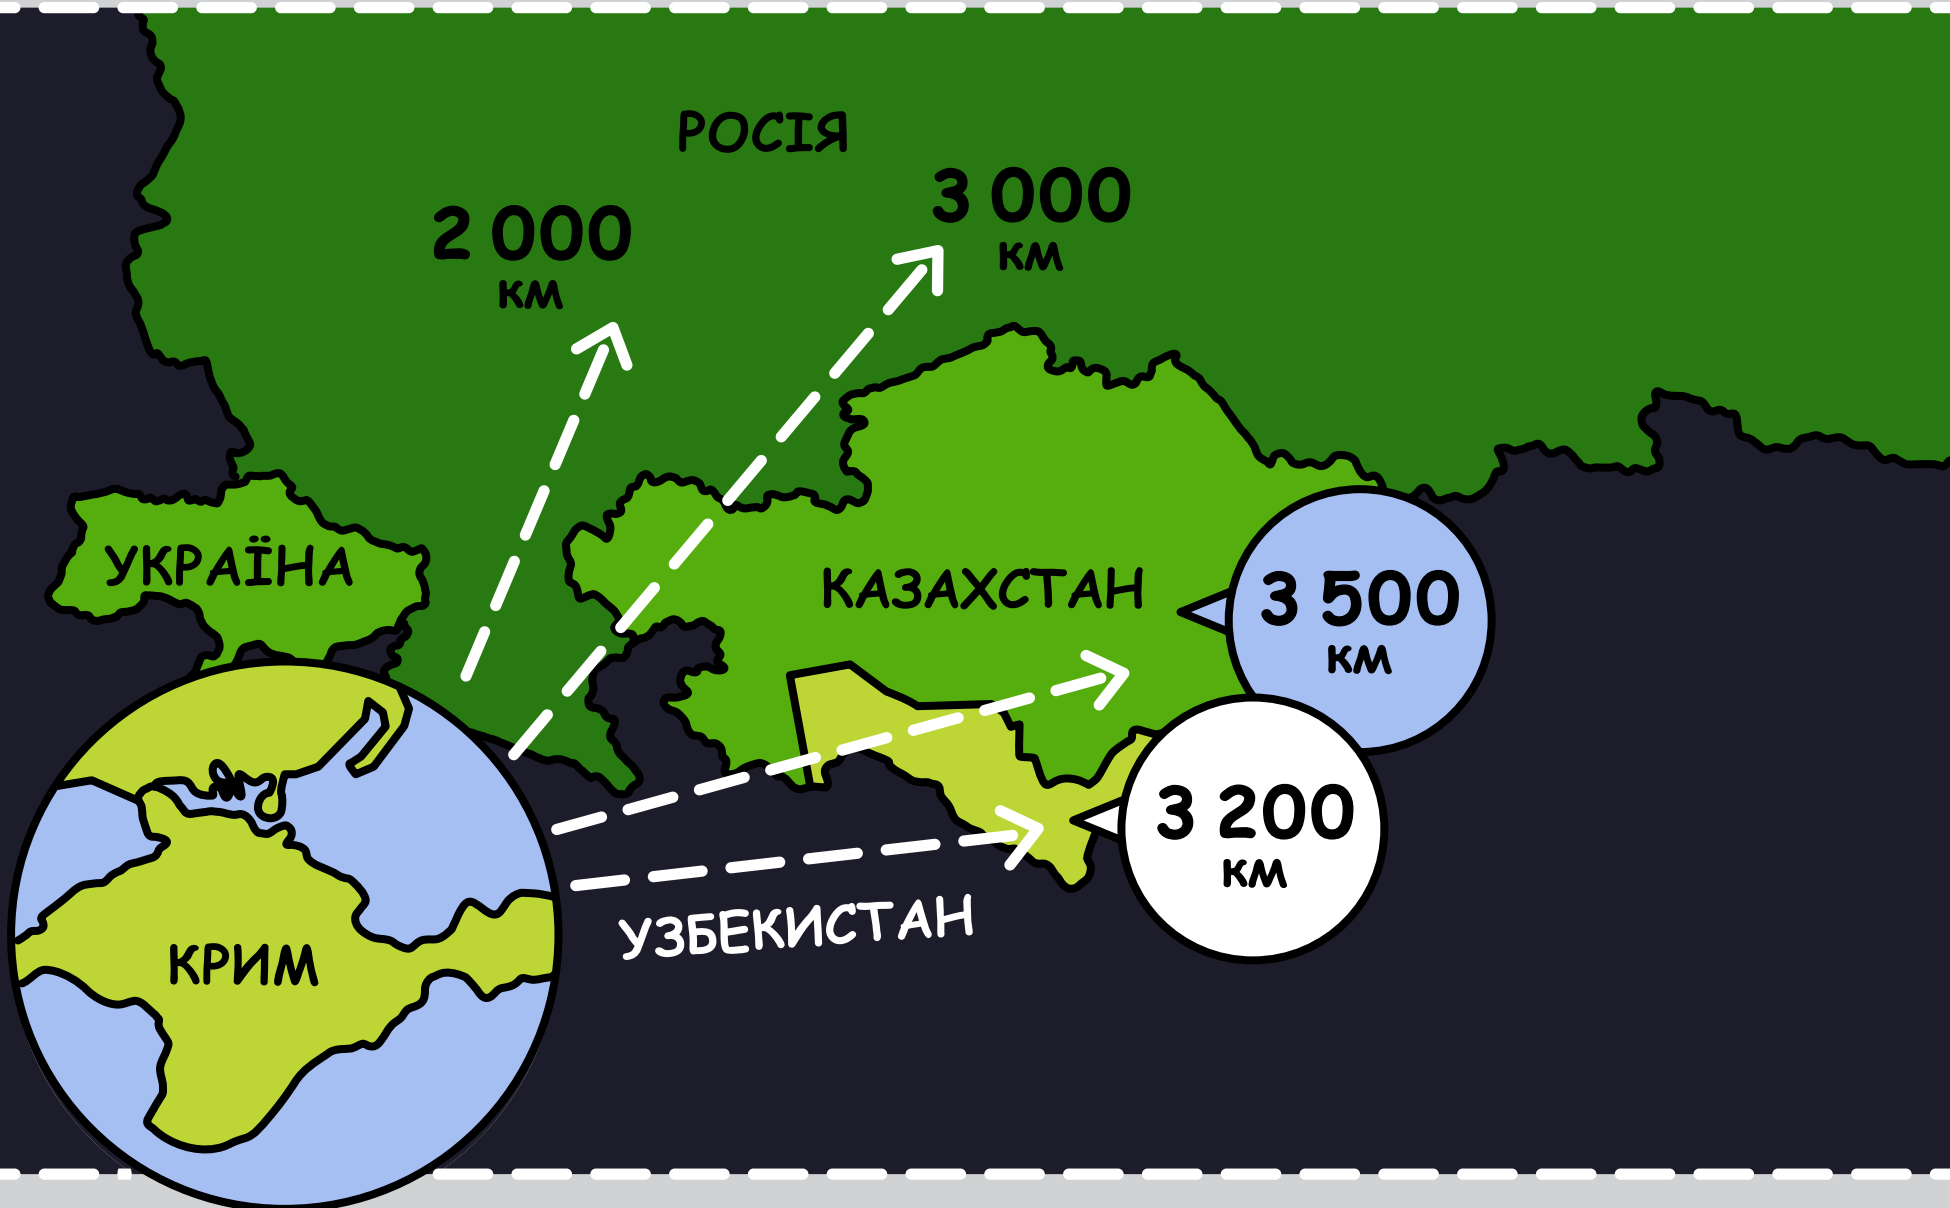 РОСІЯ
2 000
км
3 000
км
УКРАЇНА
КАЗАХСТАН
3 500
км
3 200
км
УЗБЕКИСТАН
КРИМ